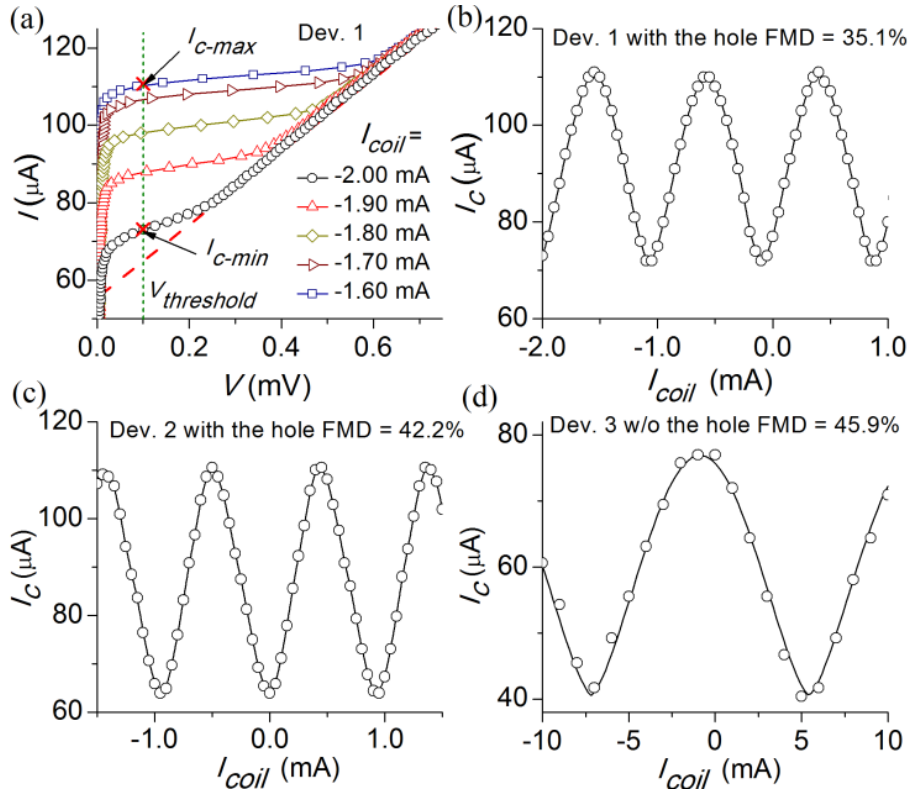 (a)
I_c-max
Dev. 1
I_coil =
-2.00 mA
-1.90 mA
-1.80 mA
-1.70 mA
-1.60 mA
I_c-min
V_threshold
I (μA)
120
100
80
60
0.0 0.2 0.4 0.6
V (mV)
(b)
Dev. 1 with the hole FMD = 35.1%
I_C (μA)
120
100
80
60
-2.0 -1.0 0.0 1.0
I_coil (mA)
(c)
Dev. 2 with the hole FMD = 42.2%
I_C (μA)
120
100
80
60
-1.0 0.0 1.0
I_coil (mA)
(d)
Dev. 3 w/o the hole FMD = 45.9%
I_C (μA)
80
60
40
-10 -5 0 5 10
I_coil (mA)